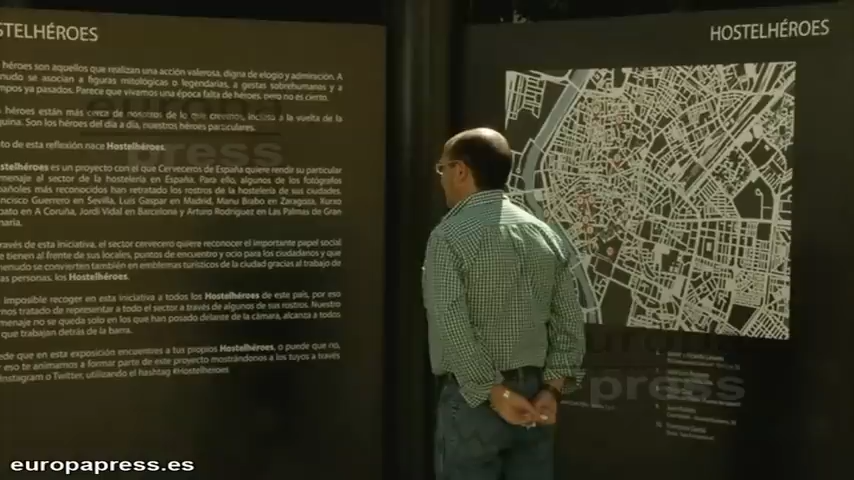 STELHÉROES
héroes son aquellos que realizan una acción valerosa, digna de elogio y admiración. A
nudo se asocian a figuras mitológicas o legendarias, a gestas sobrehumanas y a
mpos ya pasados. Parece que vivamos una época falta de héroes, pero no es cierto.
héroes están más cerca de nosotros de lo que creemos, incluso a la vuelta de la
quina. Son los héroes del día a día, nuestros héroes particulares.
to de esta reflexión nace Hostelhéroes.
stelhéroes es un proyecto con el que Cerveceros de España quiere rendir su particular
menaje al sector de la hostelería en España. Para ello, algunos de los fotógrafos
pañoles más reconocidos han retratado los rostros de la hostelería de sus ciudades.
ncisco Guerrero en Sevilla, Luis Gaspar en Madrid, Manu Brabo en Zaragoza, Xurxo
bato en A Coruña, Jordi Vidal en Barcelona y Arturo Rodríguez en Las Palmas de Gran
naria.
ravés de esta iniciativa, el sector cervecero quiere reconocer el importante papel social
e tienen al frente de sus locales, puntos de encuentro y ocio para los ciudadanos y que
menudo se convierten también en emblemas turísticos de la ciudad gracias al trabajo de
as personas, los Hostelhéroes.
imposible recoger en esta iniciativa a todos los Hostelhéroes de este país, por eso
mos tratado de representar a todo el sector a través de algunos de sus rostros. Nuestro
menaje no se queda solo en los que han posado delante de la cámara, alcanza a todos
que trabajan detrás de la barra.
ede que en esta exposición encuentres a tus propios Hostelhéroes, o puede que no,
eso te animamos a formar parte de este proyecto mostrándonos a los tuyos a través
Instagram o Twitter, utilizando el hashtag #Hostelheroes
HOSTELHÉROES
europa
press
europa
press
europapress.es